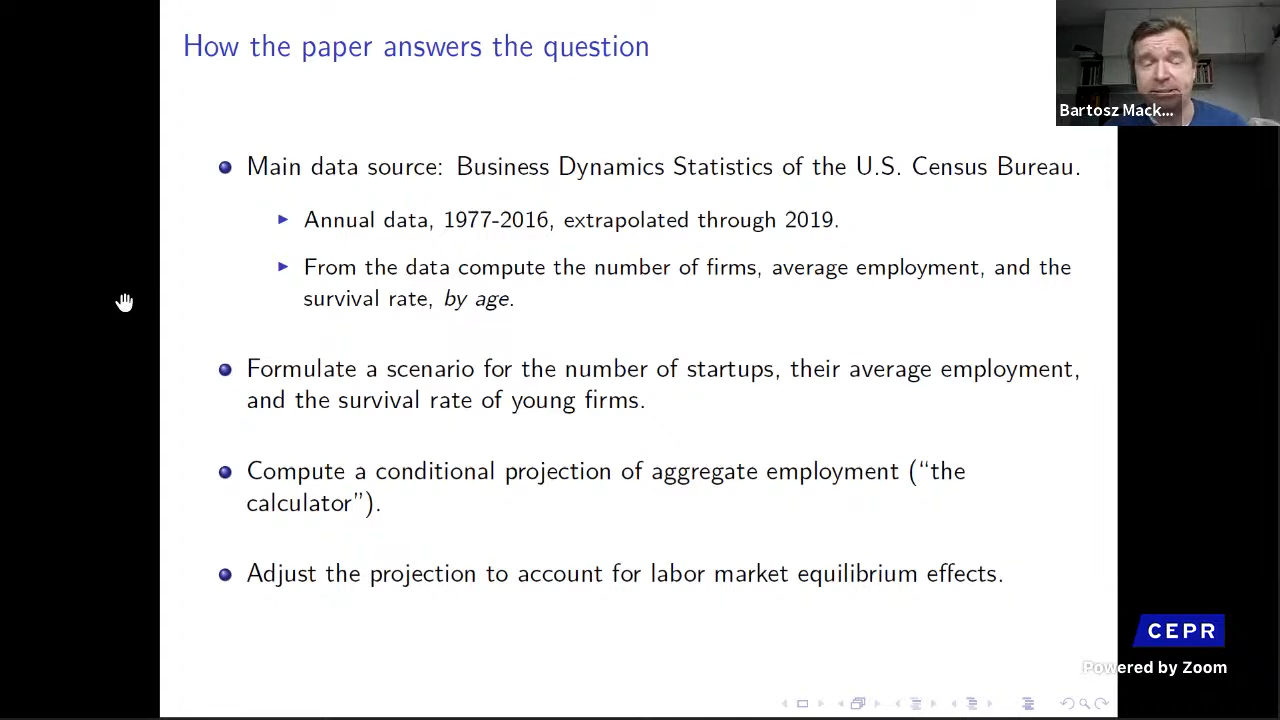 How the paper answers the question
Bartosz Mack...
Main data source: Business Dynamics Statistics of the U.S. Census Bureau.
Annual data, 1977-2016, extrapolated through 2019.
From the data compute the number of firms, average employment, and the
survival rate, by age.
Formulate a scenario for the number of startups, their average employment,
and the survival rate of young firms.
Compute a conditional projection of aggregate employment (“the
calculator”).
Adjust the projection to account for labor market equilibrium effects.
CEPR
Powered by Zoom